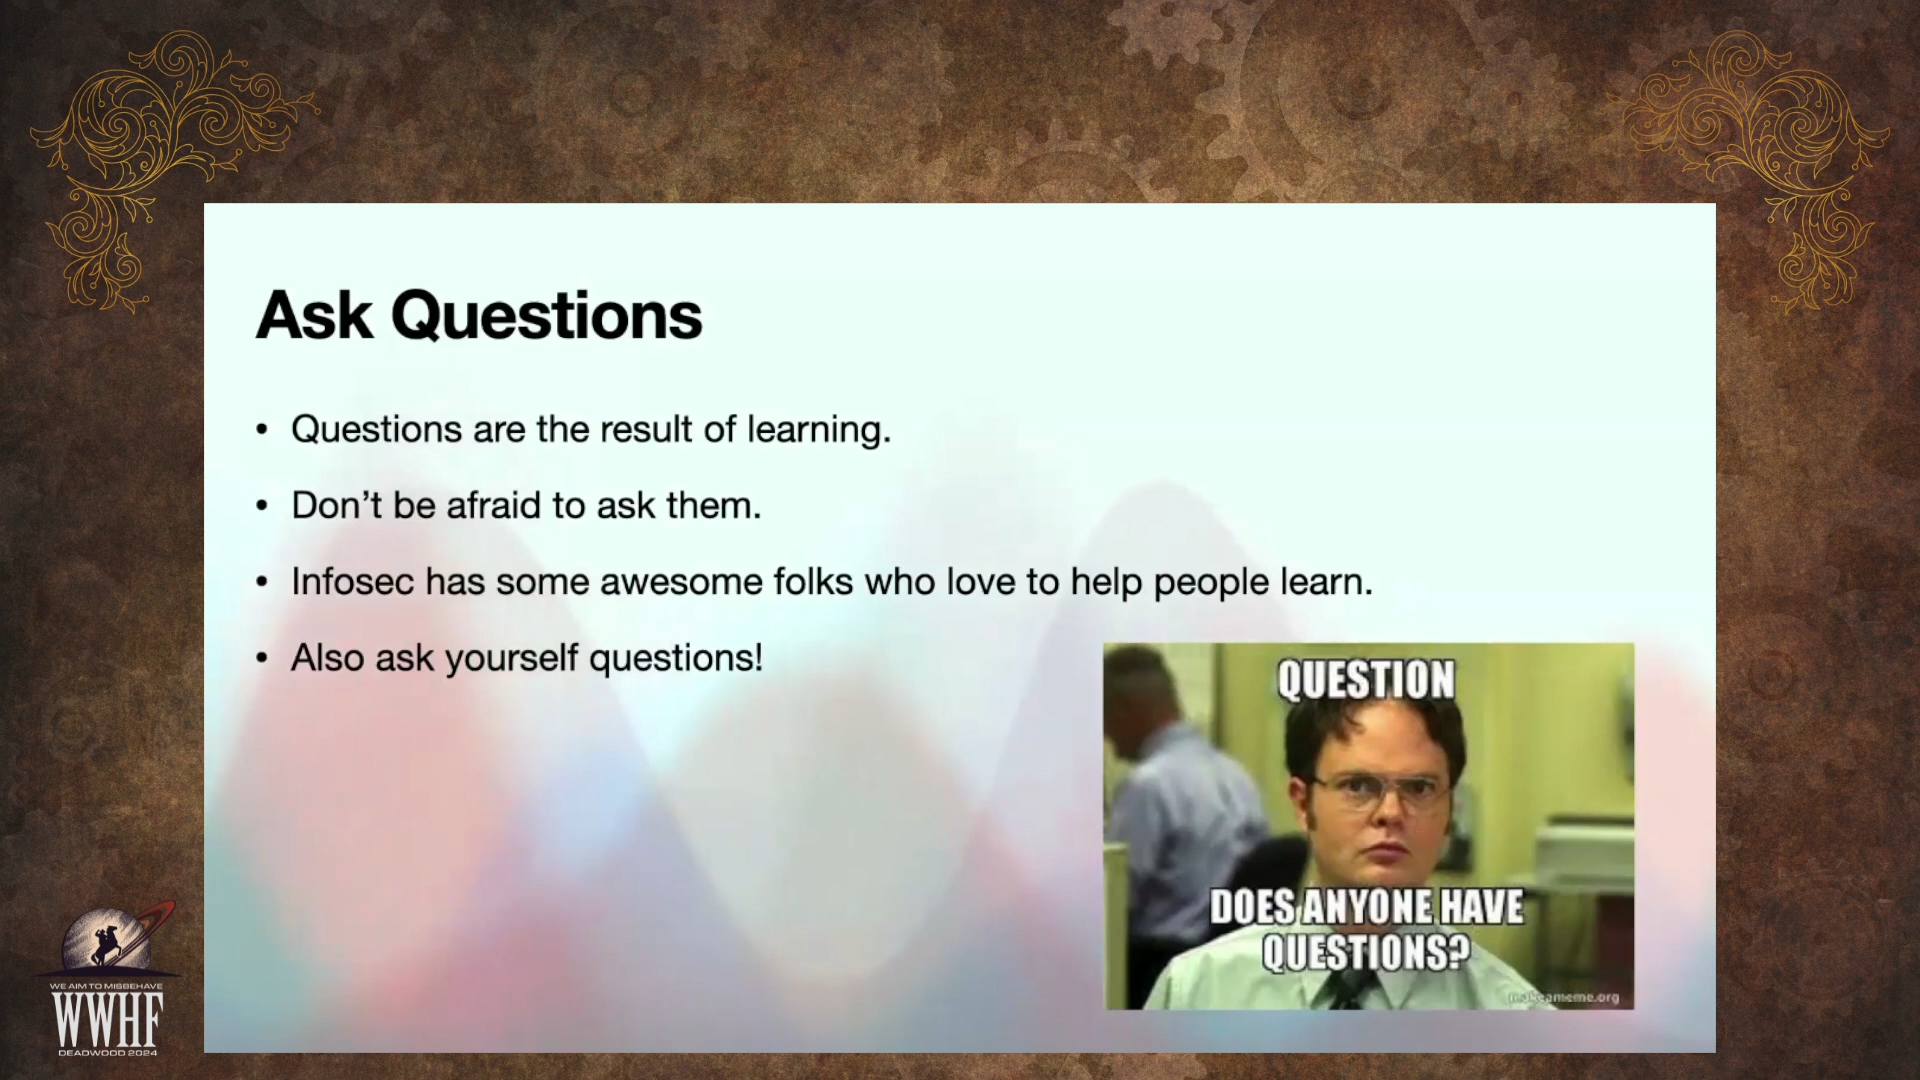 Ask Questions
• Questions are the result of learning.
• Don’t be afraid to ask them.
• Infosec has some awesome folks who love to help people learn.
• Also ask yourself questions!
QUESTION
DOES ANYONE HAVE
QUESTIONS?
makeameme.org
WE AIM TO MISBEHAVE
WWHF
DEADWOOD 2024